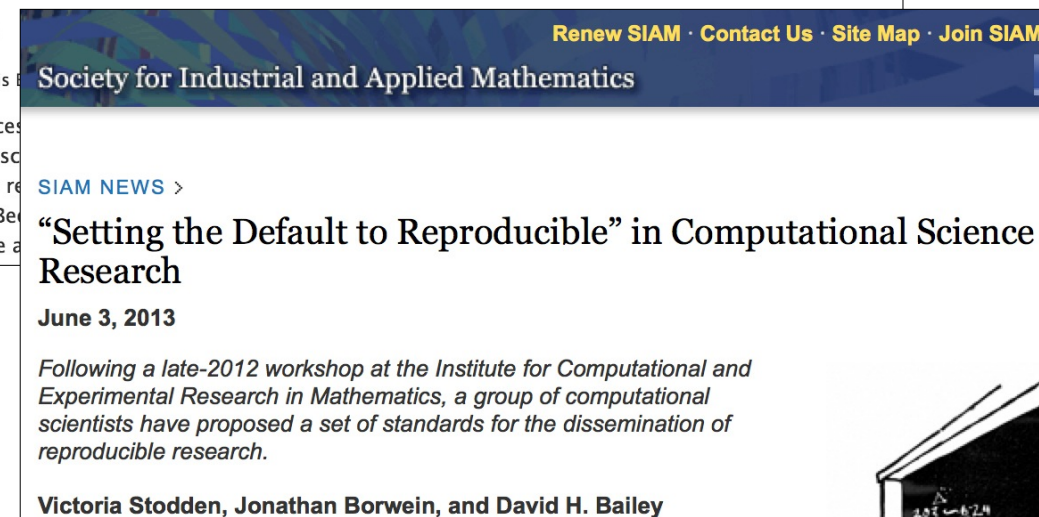 Renew SIAM · Contact Us · Site Map · Join SIAM
Society for Industrial and Applied Mathematics
SIAM NEWS >
“Setting the Default to Reproducible” in Computational Science
Research
June 3, 2013
Following a late-2012 workshop at the Institute for Computational and
Experimental Research in Mathematics, a group of computational
scientists have proposed a set of standards for the dissemination of
reproducible research.
Victoria Stodden, Jonathan Borwein, and David H. Bailey